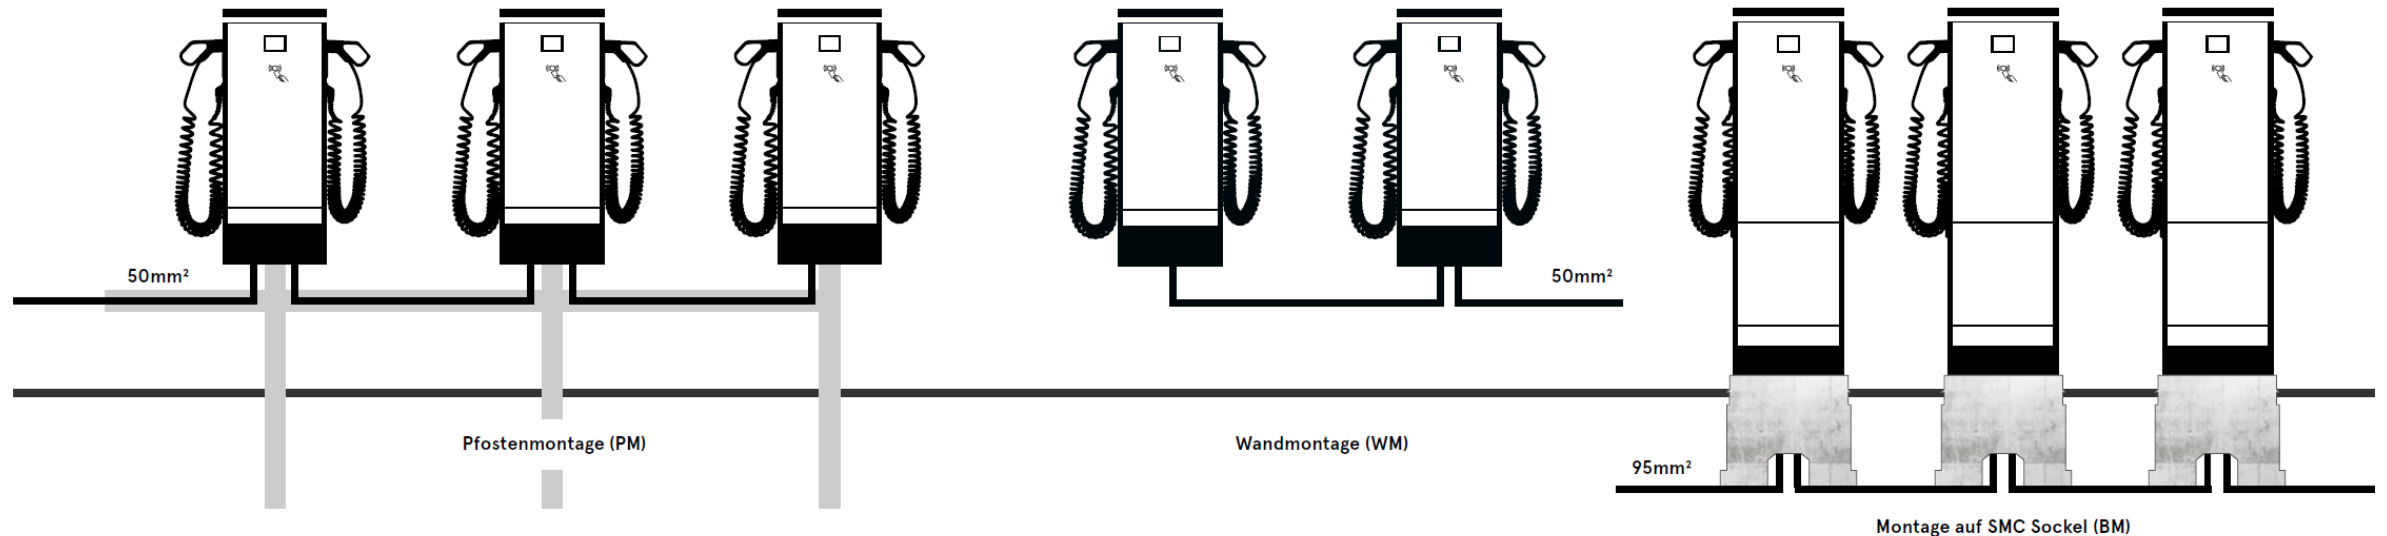 50mm²
50mm²
Pfostenmontage (PM)
Wandmontage (WM)
95mm²
Montage auf SMC Sockel (BM)